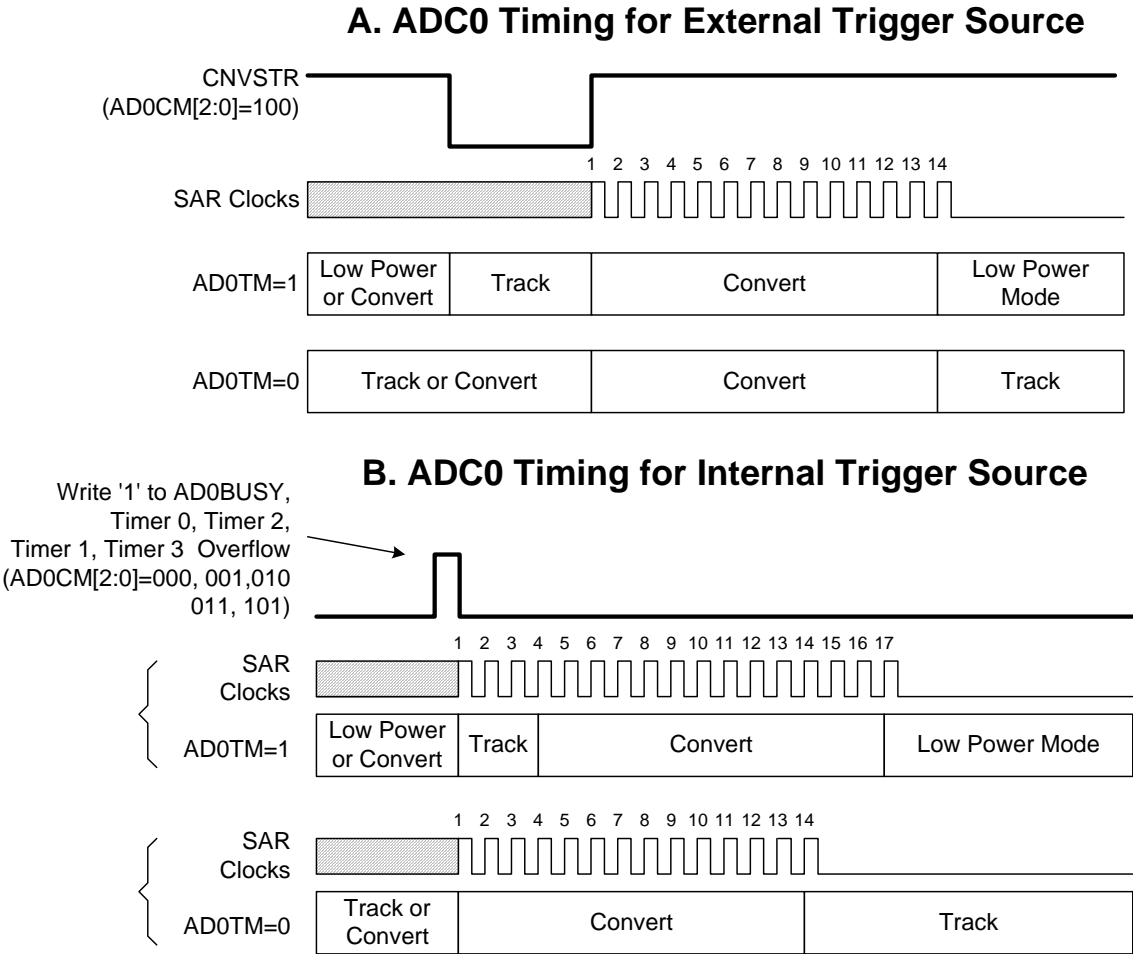 A. ADC0 Timing for External Trigger Source
CNVSTR
(AD0CM[2:0]=100)
1 2 3 4 5 6 7 8 9 10 11 12 13 14
SAR Clocks
AD0TM=1
Low Power
or Convert
Track
Convert
Low Power
Mode
AD0TM=0
Track or Convert
Convert
Track
B. ADC0 Timing for Internal Trigger Source
Write '1' to AD0BUSY,
Timer 0, Timer 2,
Timer 1, Timer 3 Overflow
(AD0CM[2:0]=000, 001,010
011, 101)
1 2 3 4 5 6 7 8 9 10 11 12 13 14 15 16 17
SAR
Clocks
AD0TM=1
Low Power
or Convert
Track
Convert
Low Power Mode
1 2 3 4 5 6 7 8 9 10 11 12 13 14
SAR
Clocks
AD0TM=0
Track or
Convert
Convert
Track